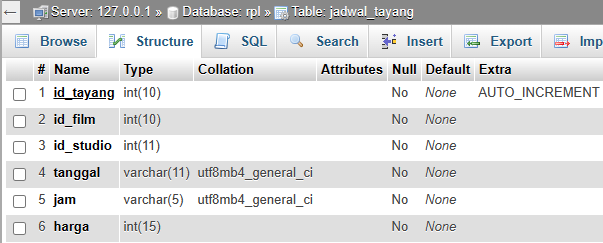 Server: 127.0.0.1 » Database: rpl » Table: jadwal_tayang
Browse Structure SQL Search Insert Export
# Name Type Collation Attributes Null Default Extra
1 id_tayang int(10) No None AUTO_INCREMENT
2 id_film int(10) No None
3 id_studio int(11) No None
4 tanggal varchar(11) utf8mb4_general_ci No None
5 jam varchar(5) utf8mb4_general_ci No None
6 harga int(15) No None